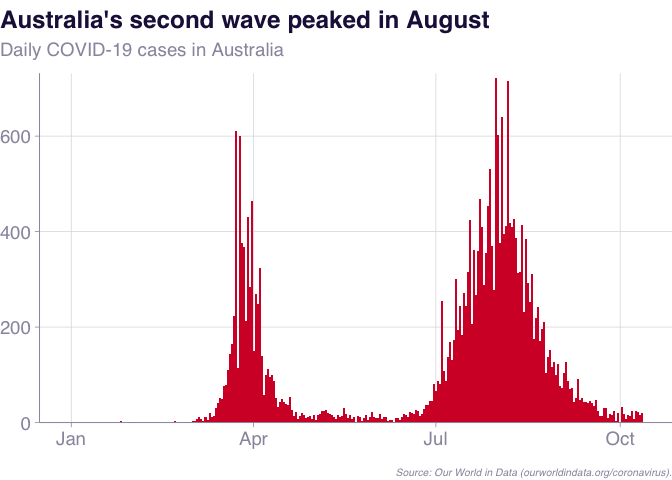 Australia's second wave peaked in August
Daily COVID-19 cases in Australia
600
400
200
0
Jan Apr Jul Oct
Source: Our World in Data (ourworldindata.org/coronavirus).